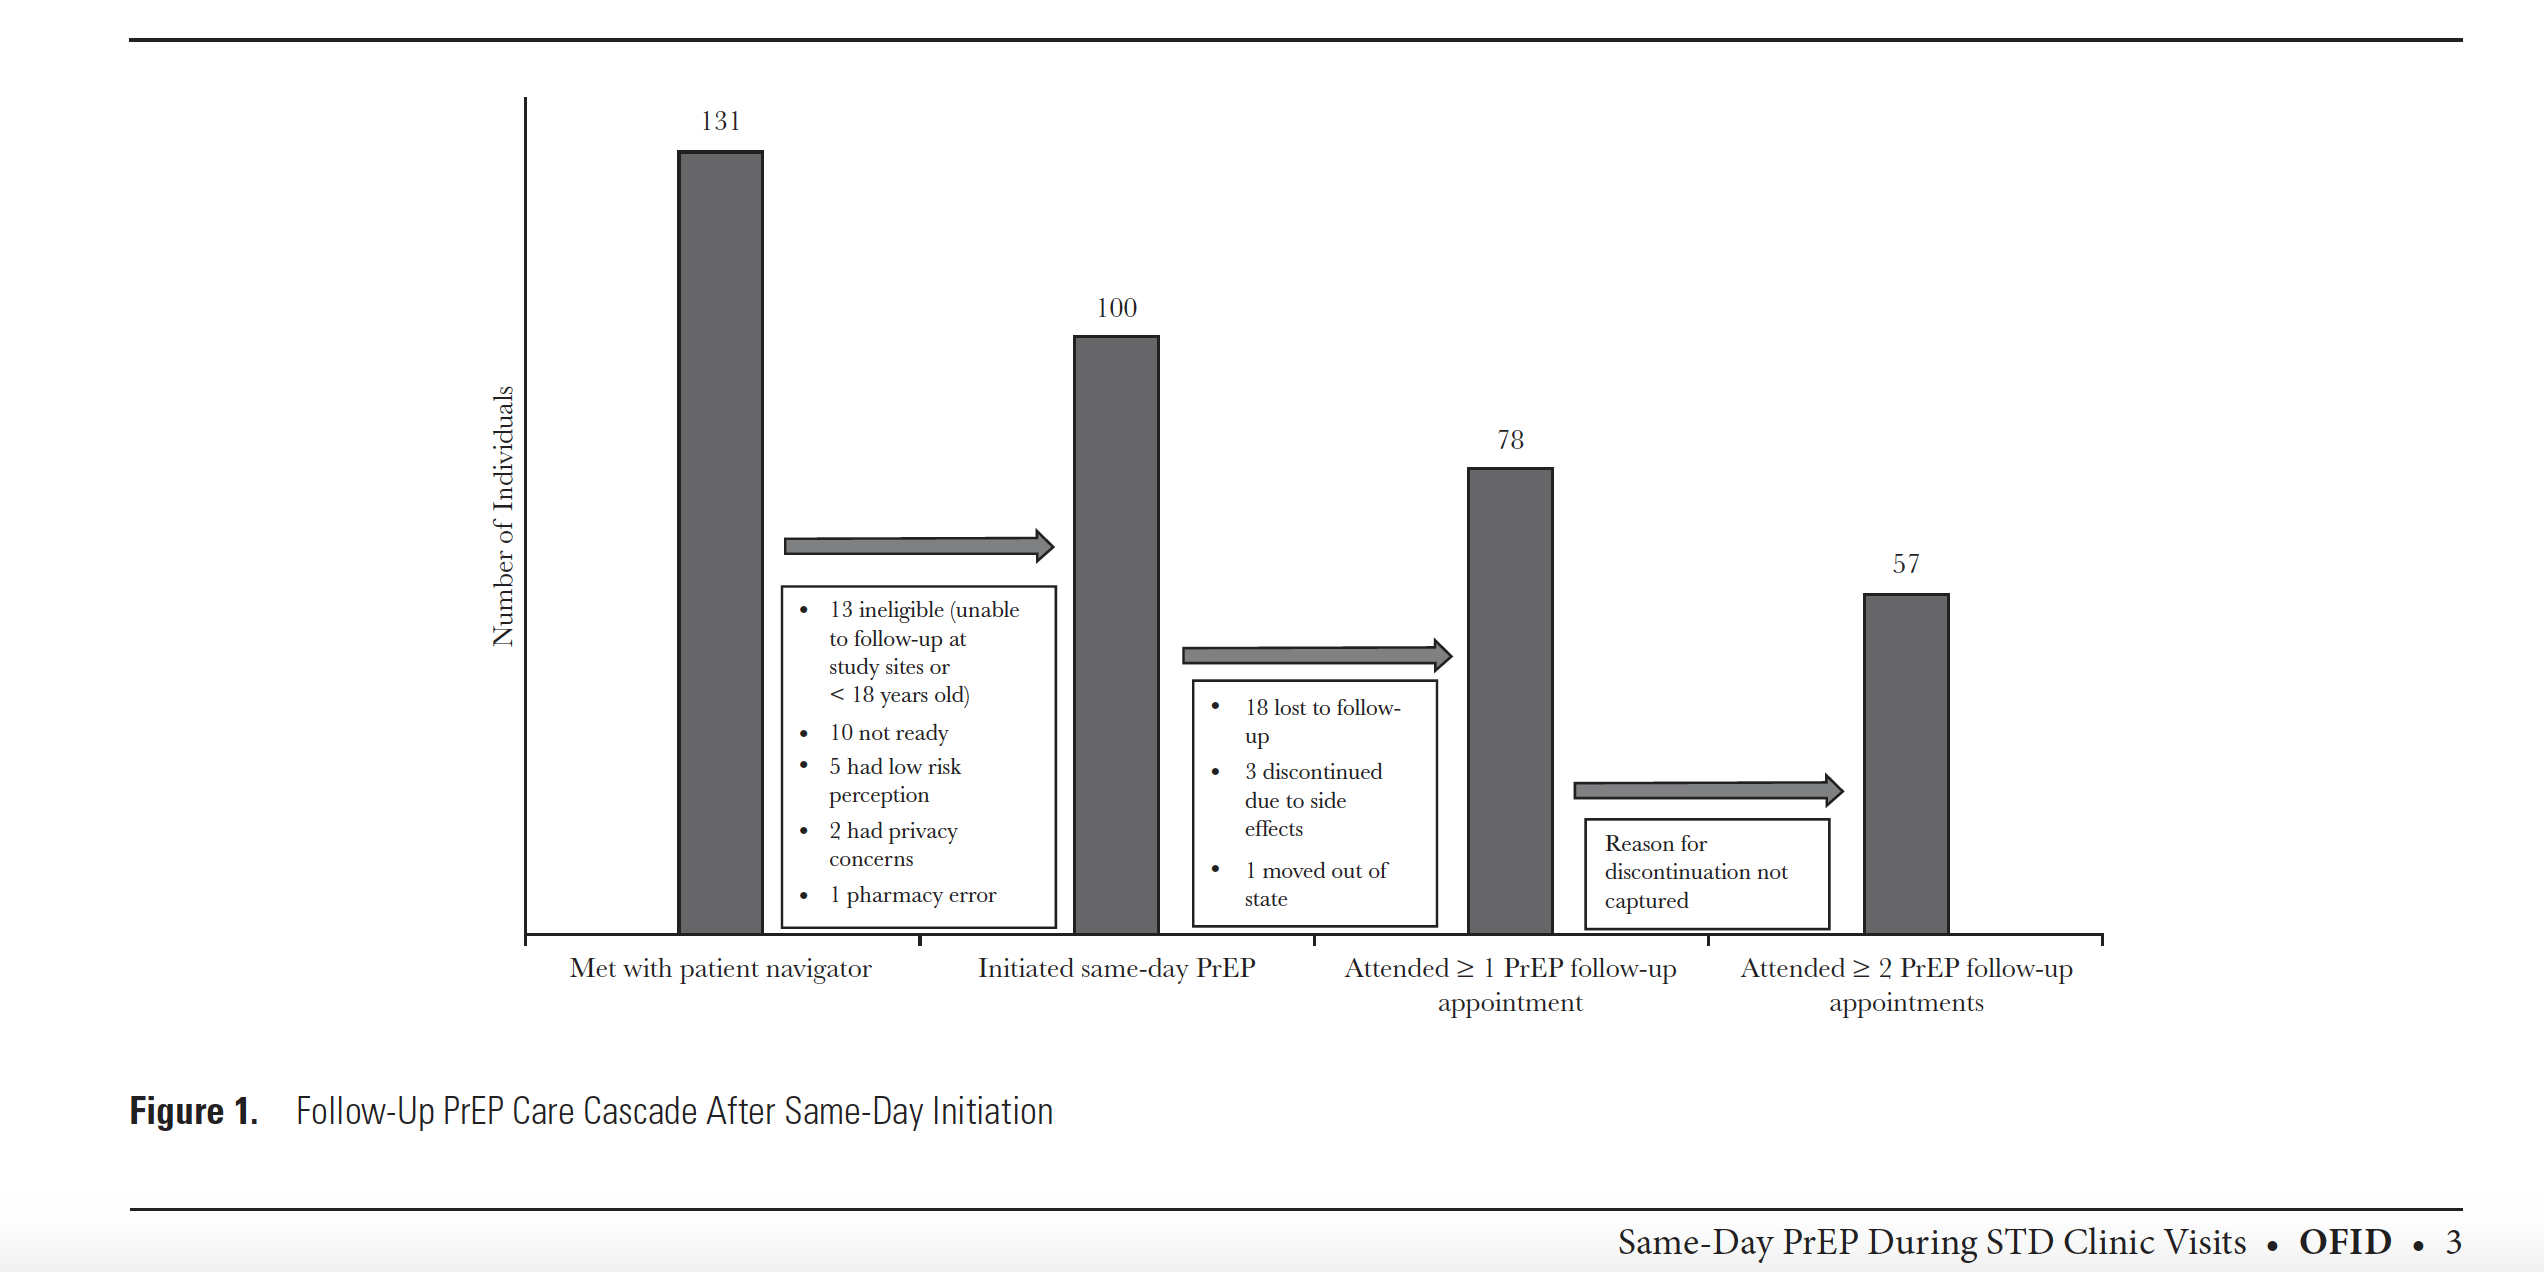 131
100
78
57
Number of Individuals
• 13 ineligible (unable
to follow-up at
study sites or
< 18 years old)
• 10 not ready
• 5 had low risk
perception
• 2 had privacy
concerns
• 1 pharmacy error
• 18 lost to follow-
up
• 3 discontinued
due to side
effects
• 1 moved out of
state
Reason for
discontinuation not
captured
Met with patient navigator
Initiated same-day PrEP
Attended ≥ 1 PrEP follow-up
appointment
Attended ≥ 2 PrEP follow-up
appointments
Figure 1. Follow-Up PrEP Care Cascade After Same-Day Initiation
Same-Day PrEP During STD Clinic Visits • OFID • 3